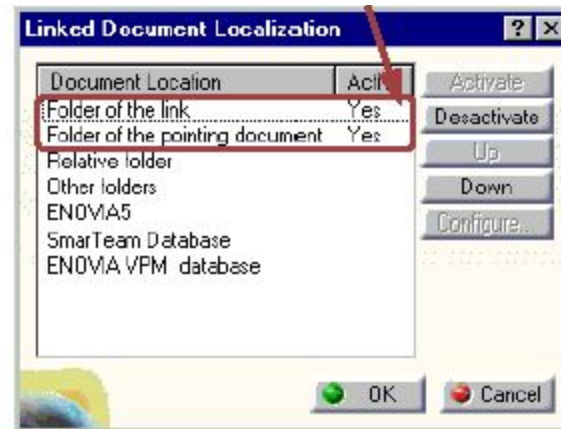 Linked Document Localization
Document Location
Folder of the link Yes
Folder of the pointing document Yes
Relative folder
Other folders
ENOVIA5
SmarTeam Database
ENOVIA VPM database
Activate
Desactivate
Up
Down
Configure...
OK
Cancel